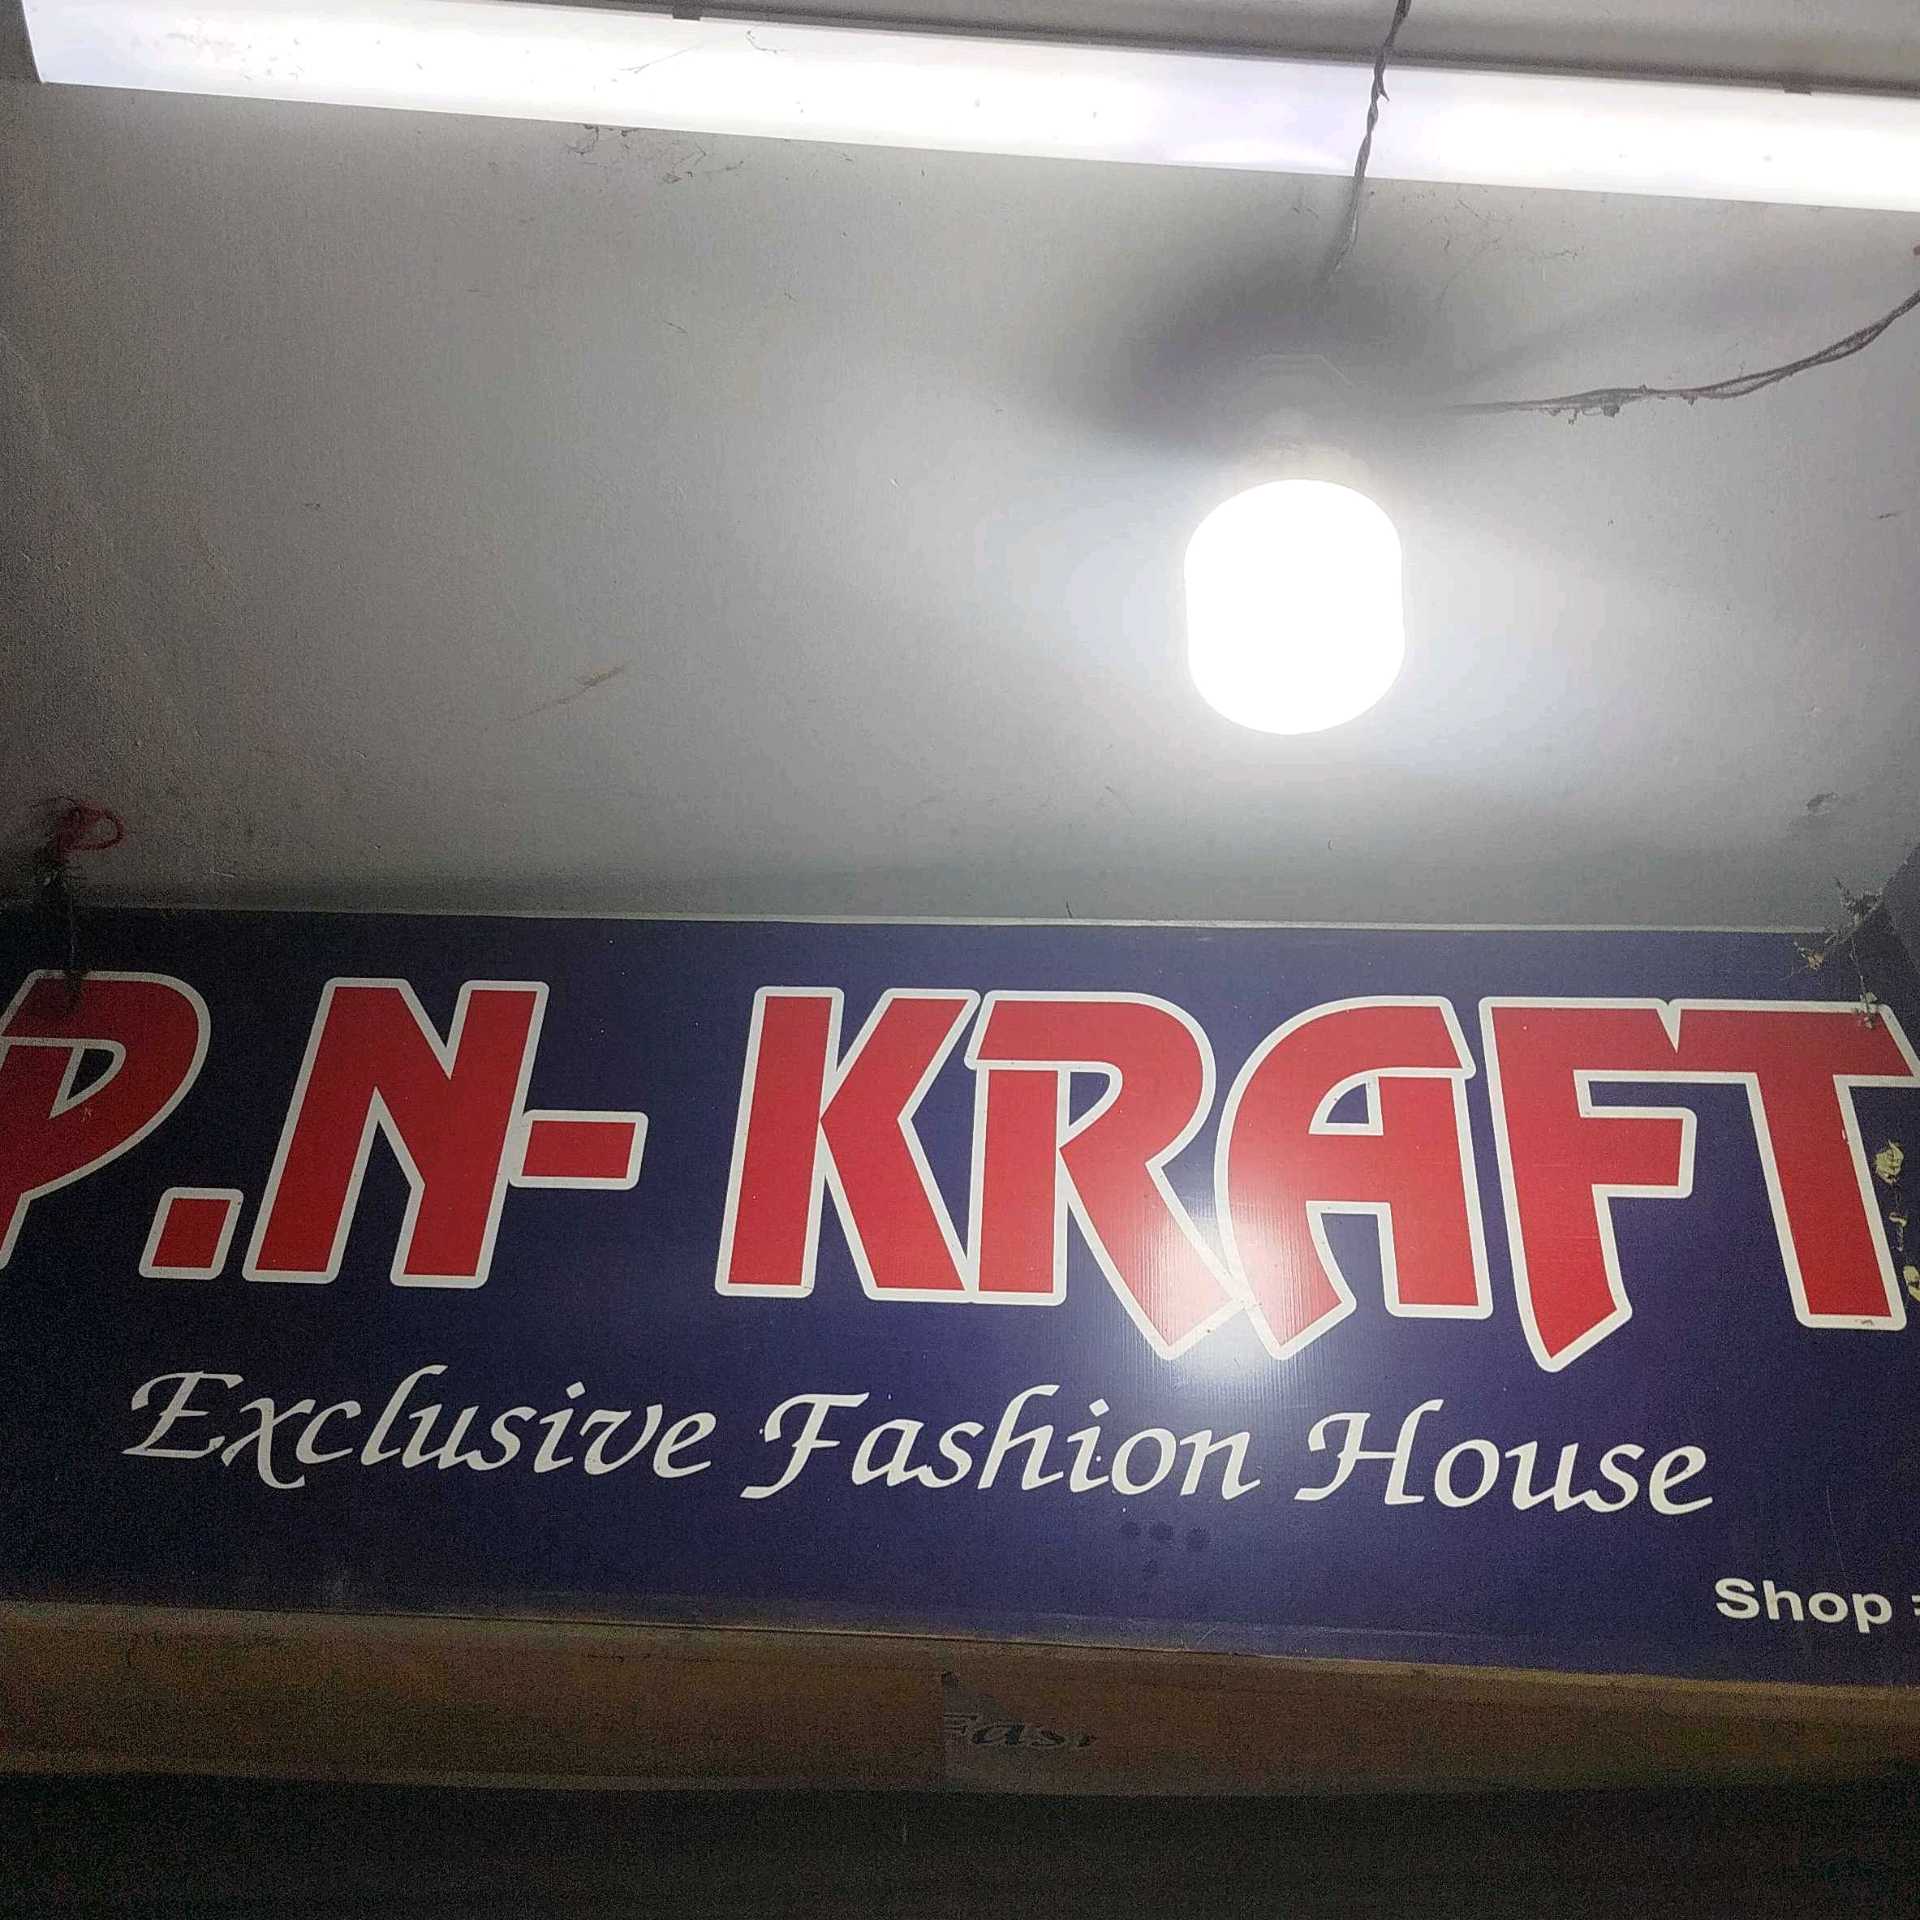 P.N- KRAFT
Exclusive Fashion House
Shop